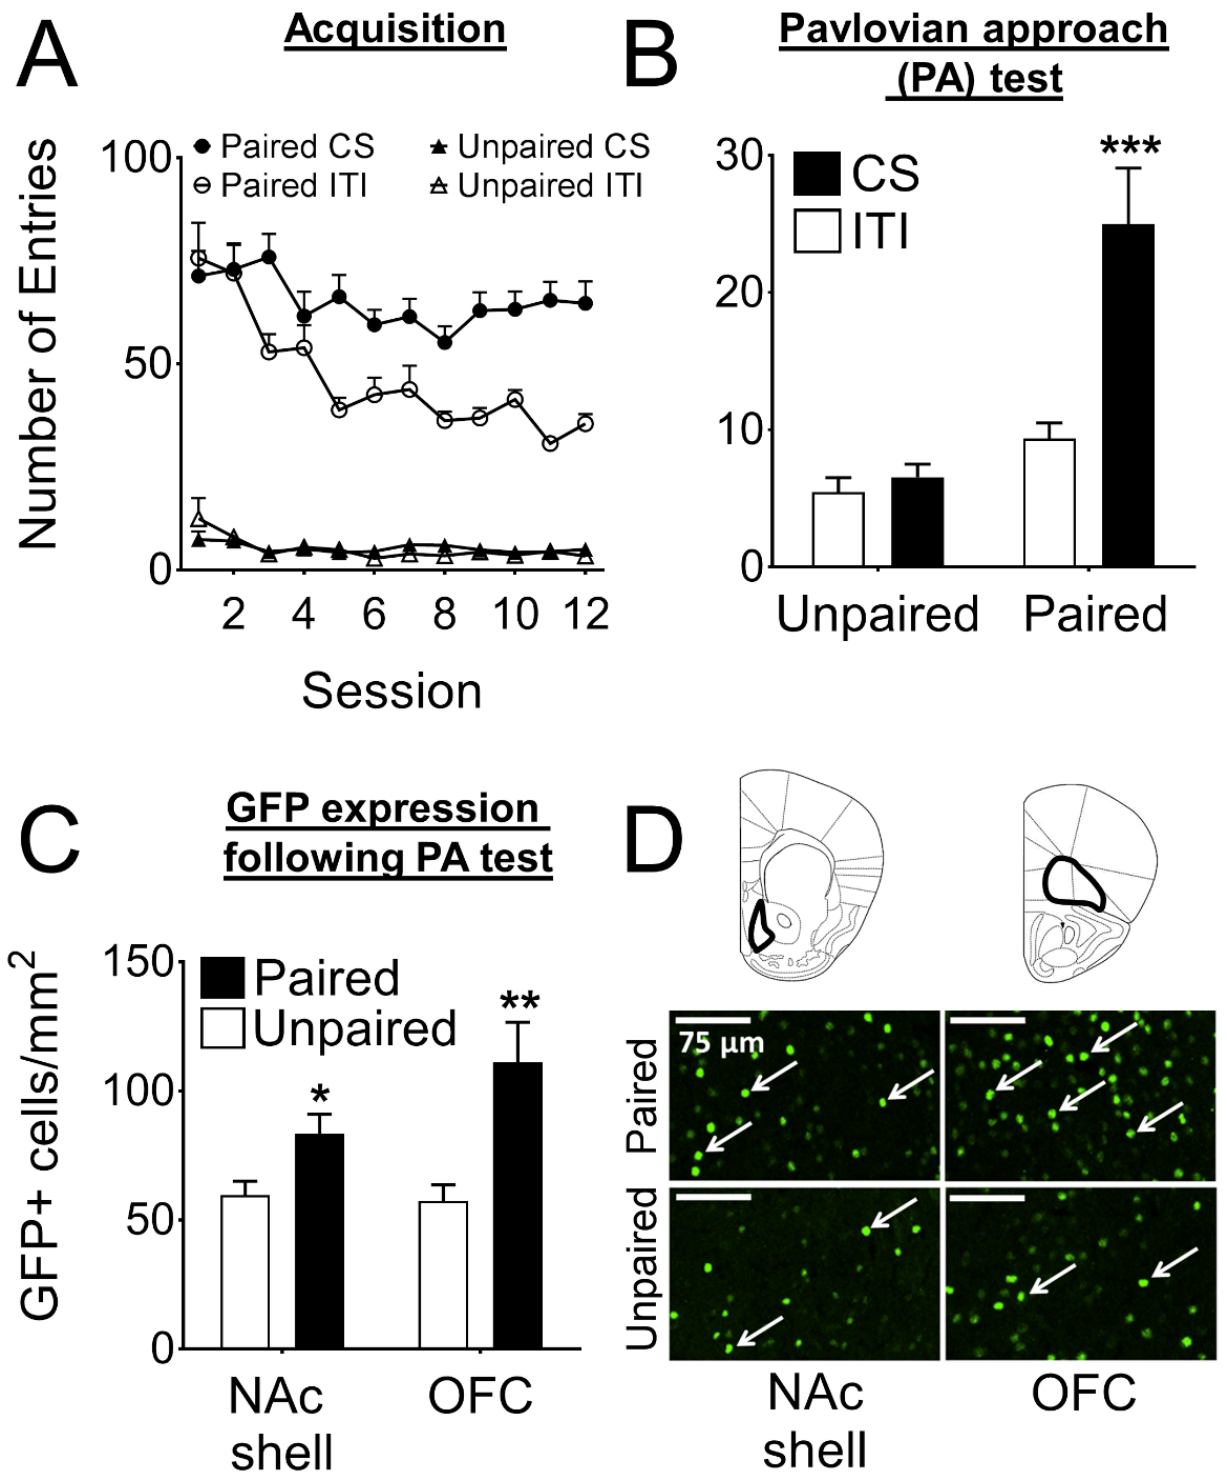 A
Acquisition
Number of Entries
100
50
0
Paired CS
Paired ITI
Unpaired CS
Unpaired ITI
2 4 6 8 10 12
Session
B
Pavlovian approach
(PA) test
30
20
10
0
CS
ITI
***
Unpaired Paired
C
GFP expression
following PA test
GFP+ cells/mm²
150
100
50
0
Paired
Unpaired
*
**
NAc
shell
OFC
D
Paired
75 µm
Unpaired
NAc
shell
OFC